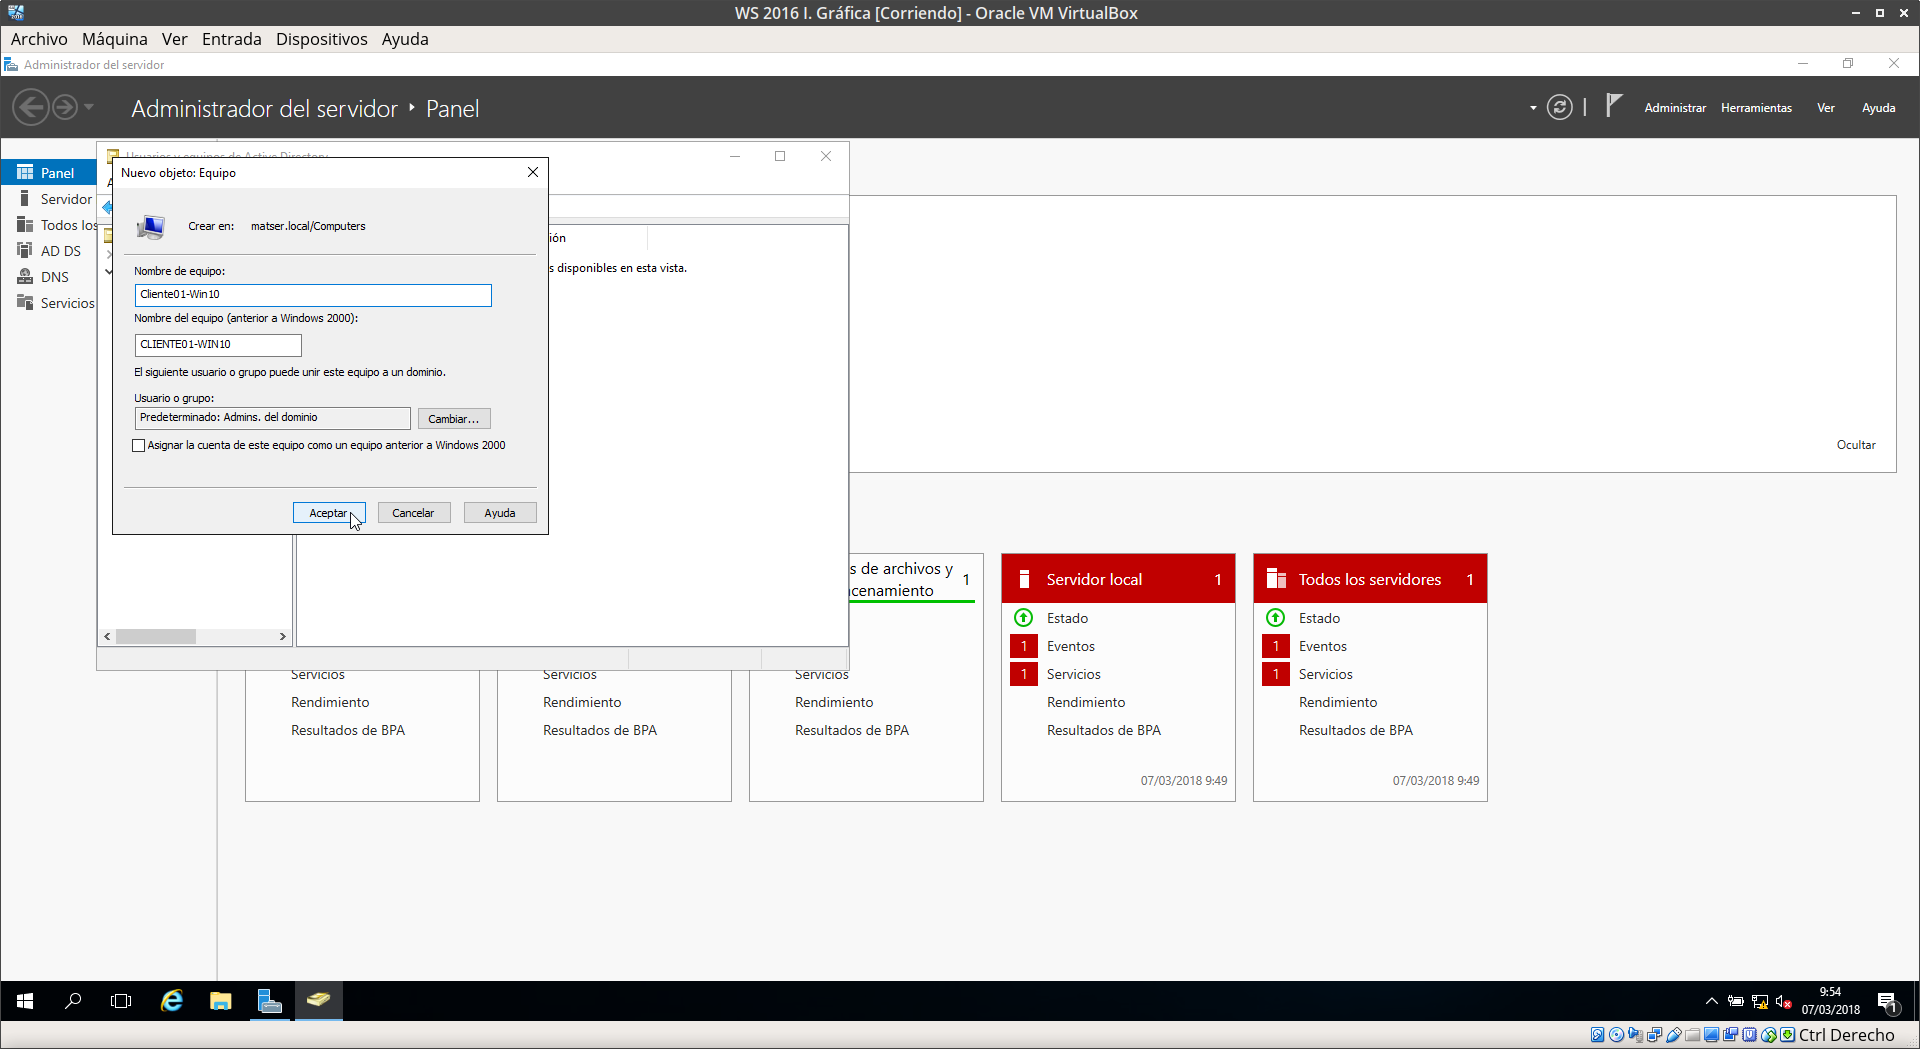 WS 2016 I. Gráfica [Corriendo] - Oracle VM VirtualBox
Archivo Máquina Ver Entrada Dispositivos Ayuda
Administrador del servidor
Administrador del servidor ‣ Panel
Administrar Herramientas Ver Ayuda
Panel
Servidor
Todos los
AD DS
DNS
Servicios
Usuarios y equipos de Active Directory
Nuevo objeto: Equipo
Crear en: matser.local/Computers
Nombre de equipo:
Cliente01-Win10
Nombre del equipo (anterior a Windows 2000):
CLIENTE01-WIN10
El siguiente usuario o grupo puede unir este equipo a un dominio.
Usuario o grupo:
Predeterminado: Admins. del dominio
Cambiar...
Asignar la cuenta de este equipo como un equipo anterior a Windows 2000
Aceptar Cancelar Ayuda
ión
s disponibles en esta vista.
Ocultar
Servicios
Rendimiento
Resultados de BPA
Servicios
Rendimiento
Resultados de BPA
s de archivos y
cenamiento
1
Servicios
Rendimiento
Resultados de BPA
Servidor local 1
Estado
1 Eventos
1 Servicios
Rendimiento
Resultados de BPA
07/03/2018 9:49
Todos los servidores 1
Estado
1 Eventos
1 Servicios
Rendimiento
Resultados de BPA
07/03/2018 9:49
9:54
07/03/2018
1
Ctrl Derecho